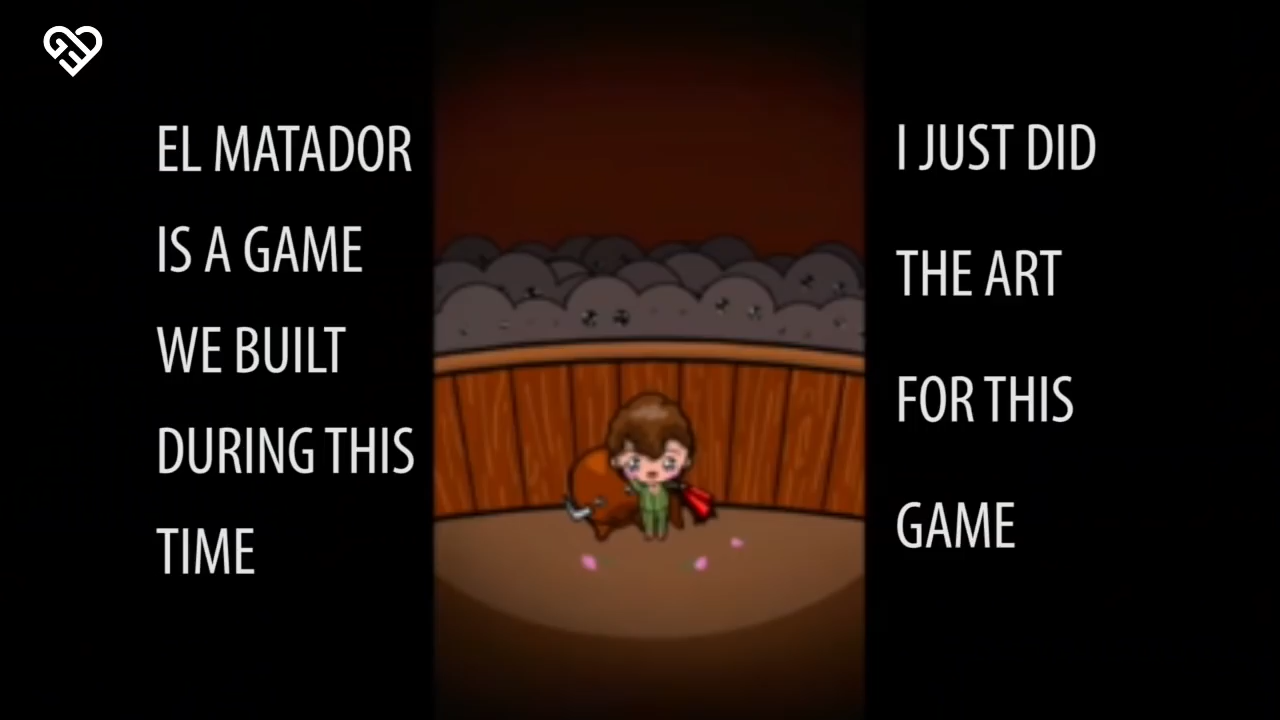 EL MATADOR
IS A GAME
WE BUILT
DURING THIS
TIME
I JUST DID
THE ART
FOR THIS
GAME